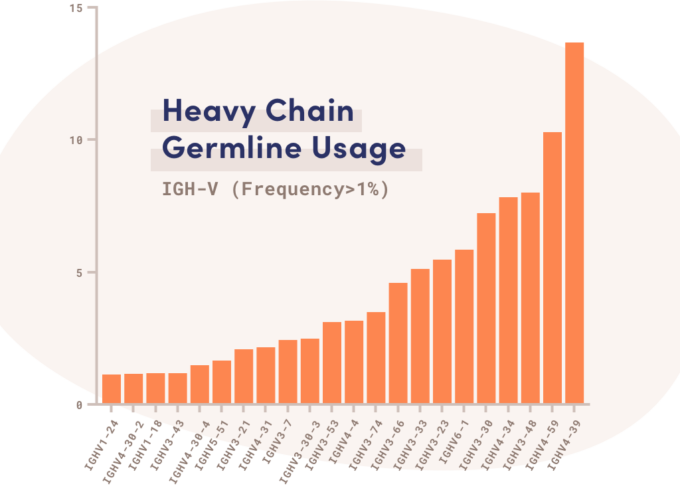 Heavy Chain
Germline Usage
IGH-V (Frequency>1%)
15
10
5
0
IGHV1-24
IGHV4-30-2
IGHV1-18
IGHV3-43
IGHV4-30-4
IGHV5-51
IGHV3-21
IGHV4-31
IGHV3-7
IGHV3-30-3
IGHV3-53
IGHV4-4
IGHV3-74
IGHV3-66
IGHV3-33
IGHV3-23
IGHV6-1
IGHV3-30
IGHV4-34
IGHV3-48
IGHV4-59
IGHV4-39